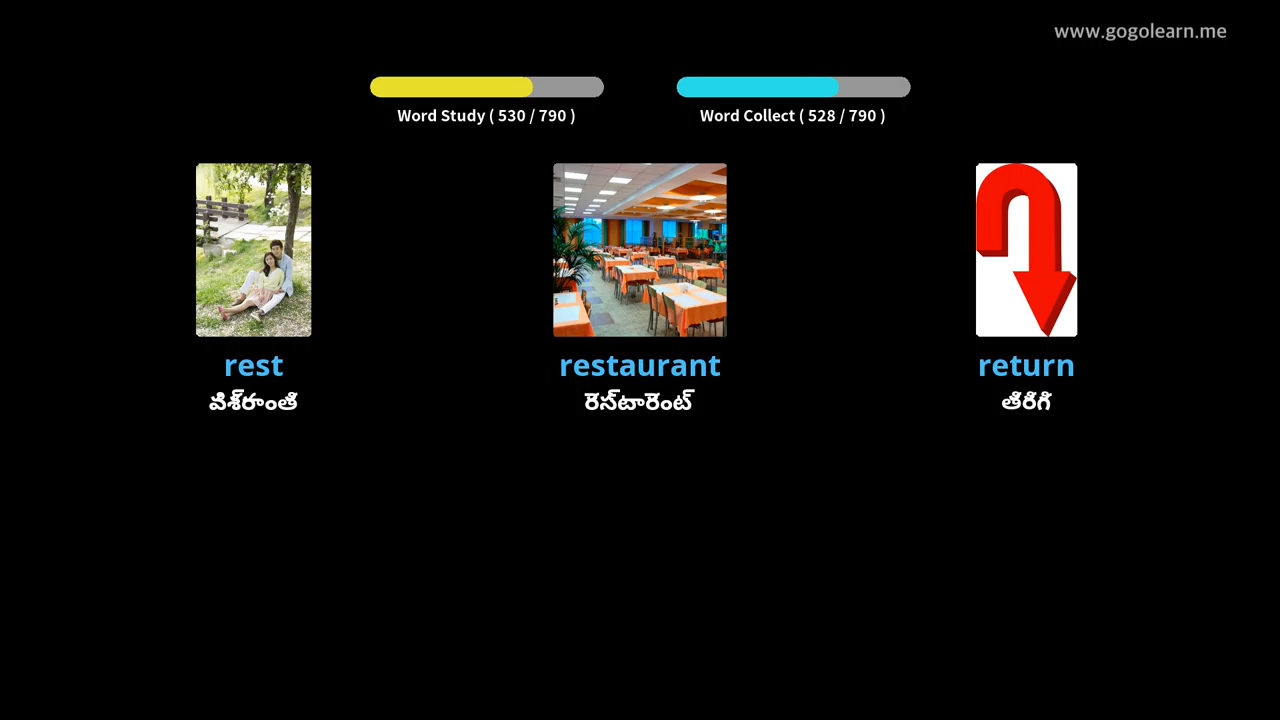 www.gogolearn.me
Word Study ( 530 / 790 )
Word Collect ( 528 / 790 )
rest
restaurant
return
విశ్‌రాంతి
రెస్‌టారెంట్
తిరిగి